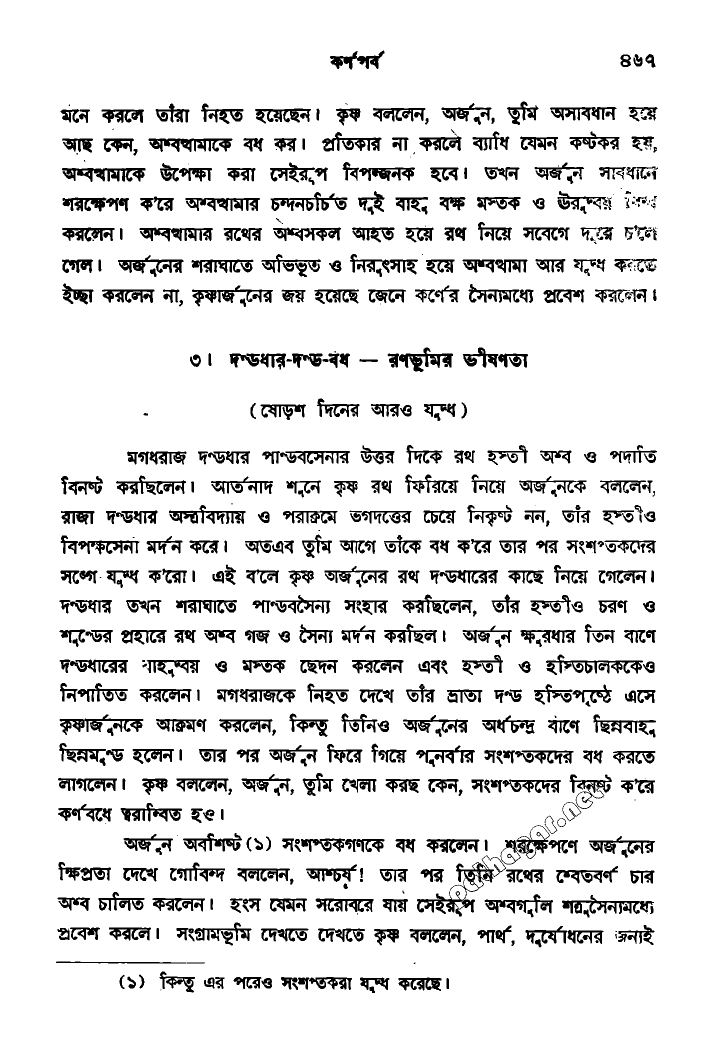 কর্ণপর্ব ৪৬৭
মনে করলে তাঁরা নিহত হয়েছেন। কৃষ্ণ বললেন, অর্জুন, তুমি অসাবধান হয়ে
আছ কেন, অশ্বত্থামাকে বধ কর। প্রতিকার না করলে ব্যাধি যেমন কষ্টকর হয়,
অশ্বত্থামাকে উপেক্ষা করা সেইরূপ বিপজ্জনক হবে। তখন অর্জুন সাবধানে
শরক্ষেপণ ক'রে অশ্বত্থামার চন্দনচর্চিত দুই বাহু বক্ষ মস্তক ও ঊরুদ্বয় বিদ্ধ
করলেন। অশ্বত্থামার রথের অশ্বসকল আহত হয়ে রথ নিয়ে সবেগে দূরে চ'লে
গেল। অর্জুনের শরাঘাতে অভিভূত ও নিরুৎসাহ হয়ে অশ্বত্থামা আর যুদ্ধ করতে
ইচ্ছা করলেন না, কৃষ্ণার্জুনের জয় হয়েছে জেনে কর্ণের সৈন্যমধ্যে প্রবেশ করলেন।
৩। দণ্ডধার-দণ্ড-বধ — রণভূমির ভীষণতা
(ষোড়শ দিনের আরও যুদ্ধ)
মগধরাজ দণ্ডধার পাণ্ডবসেনার উত্তর দিকে রথ হস্তী অশ্ব ও পদাতি
বিনষ্ট করছিলেন। আর্তনাদ শুনে কৃষ্ণ রথ ফিরিয়ে নিয়ে অর্জুনকে বললেন,
রাজা দণ্ডধার অস্ত্রবিদ্যায় ও পরাক্রমে ভগদত্তের চেয়ে নিকৃষ্ট নন, তাঁর হস্তীও
বিপক্ষসেনা মর্দন করে। অতএব তুমি আগে তাঁকে বধ ক'রে তার পর সংশপ্তকদের
সঙ্গে যুদ্ধ ক'রো। এই ব'লে কৃষ্ণ অর্জুনের রথ দণ্ডধারের কাছে নিয়ে গেলেন।
দণ্ডধার তখন শরাঘাতে পাণ্ডবসৈন্য সংহার করছিলেন, তাঁর হস্তীও চরণ ও
শুণ্ডের প্রহারে রথ অশ্ব গজ ও সৈন্য মর্দন করছিল। অর্জুন ক্ষুরধার তিন বাণে
দণ্ডধারের বাহুদ্বয় ও মস্তক ছেদন করলেন এবং হস্তী ও হস্তিচালককেও
নিপাতিত করলেন। মগধরাজকে নিহত দেখে তাঁর ভ্রাতা দণ্ড হস্তিপৃষ্ঠে এসে
কৃষ্ণার্জুনকে আক্রমণ করলেন, কিন্তু তিনিও অর্জুনের অর্ধচন্দ্র বাণে ছিন্নবাহু
ছিন্নমুণ্ড হলেন। তার পর অর্জুন ফিরে গিয়ে পুনর্বার সংশপ্তকদের বধ করতে
লাগলেন। কৃষ্ণ বললেন, অর্জুন, তুমি খেলা করছ কেন, সংশপ্তকদের বিনষ্ট ক'রে
কর্ণবধে ত্বরান্বিত হও।
অর্জুন অবশিষ্ট (১) সংশপ্তকগণকে বধ করলেন। শরক্ষেপণে অর্জুনের
ক্ষিপ্রতা দেখে গোবিন্দ বললেন, আশ্চর্য! তার পর তিনি রথের শ্বেতবর্ণ চার
অশ্ব চালিত করলেন। হংস যেমন সরোবরে যায় সেইরূপ অশ্বগুলি শত্রুসৈন্যমধ্যে
প্রবেশ করলে। সংগ্রামভূমি দেখতে দেখতে কৃষ্ণ বললেন, পার্থ, দুর্যোধনের জন্যই
(১) কিন্তু এর পরেও সংশপ্তকরা যুদ্ধ করেছে।
pathagar.net